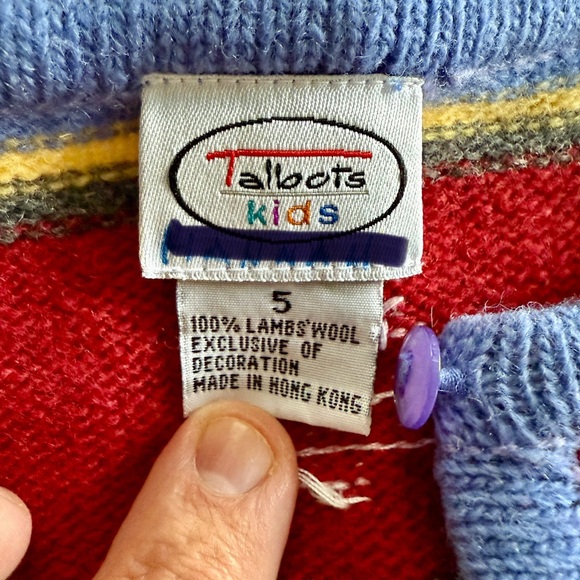 Talbots
kids
5
100% LAMBS'WOOL
EXCLUSIVE OF
DECORATION
MADE IN HONG KONG